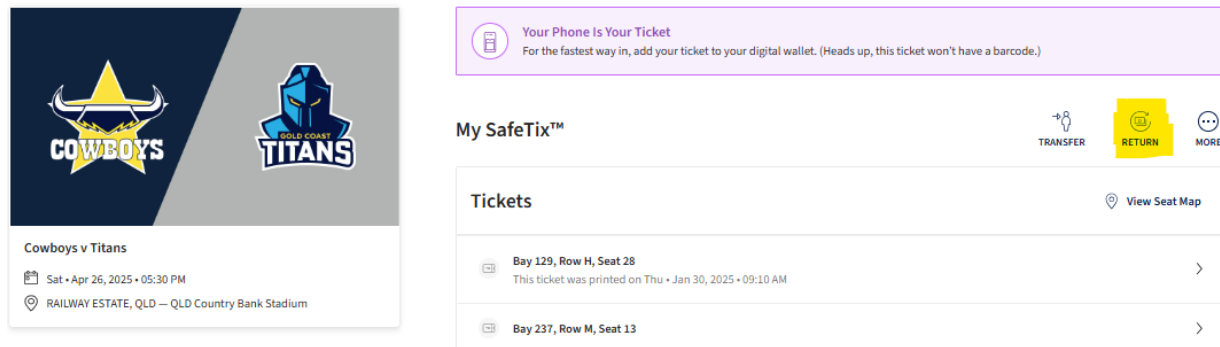 COWBOYS
GOLD COAST
TITANS
Cowboys v Titans
Sat • Apr 26, 2025 • 05:30 PM
RAILWAY ESTATE, QLD — QLD Country Bank Stadium
Your Phone Is Your Ticket
For the fastest way in, add your ticket to your digital wallet. (Heads up, this ticket won't have a barcode.)
My SafeTix™
TRANSFER
RETURN
MORE
Tickets
View Seat Map
Bay 129, Row H, Seat 28
This ticket was printed on Thu • Jan 30, 2025 • 09:10 AM
Bay 237, Row M, Seat 13